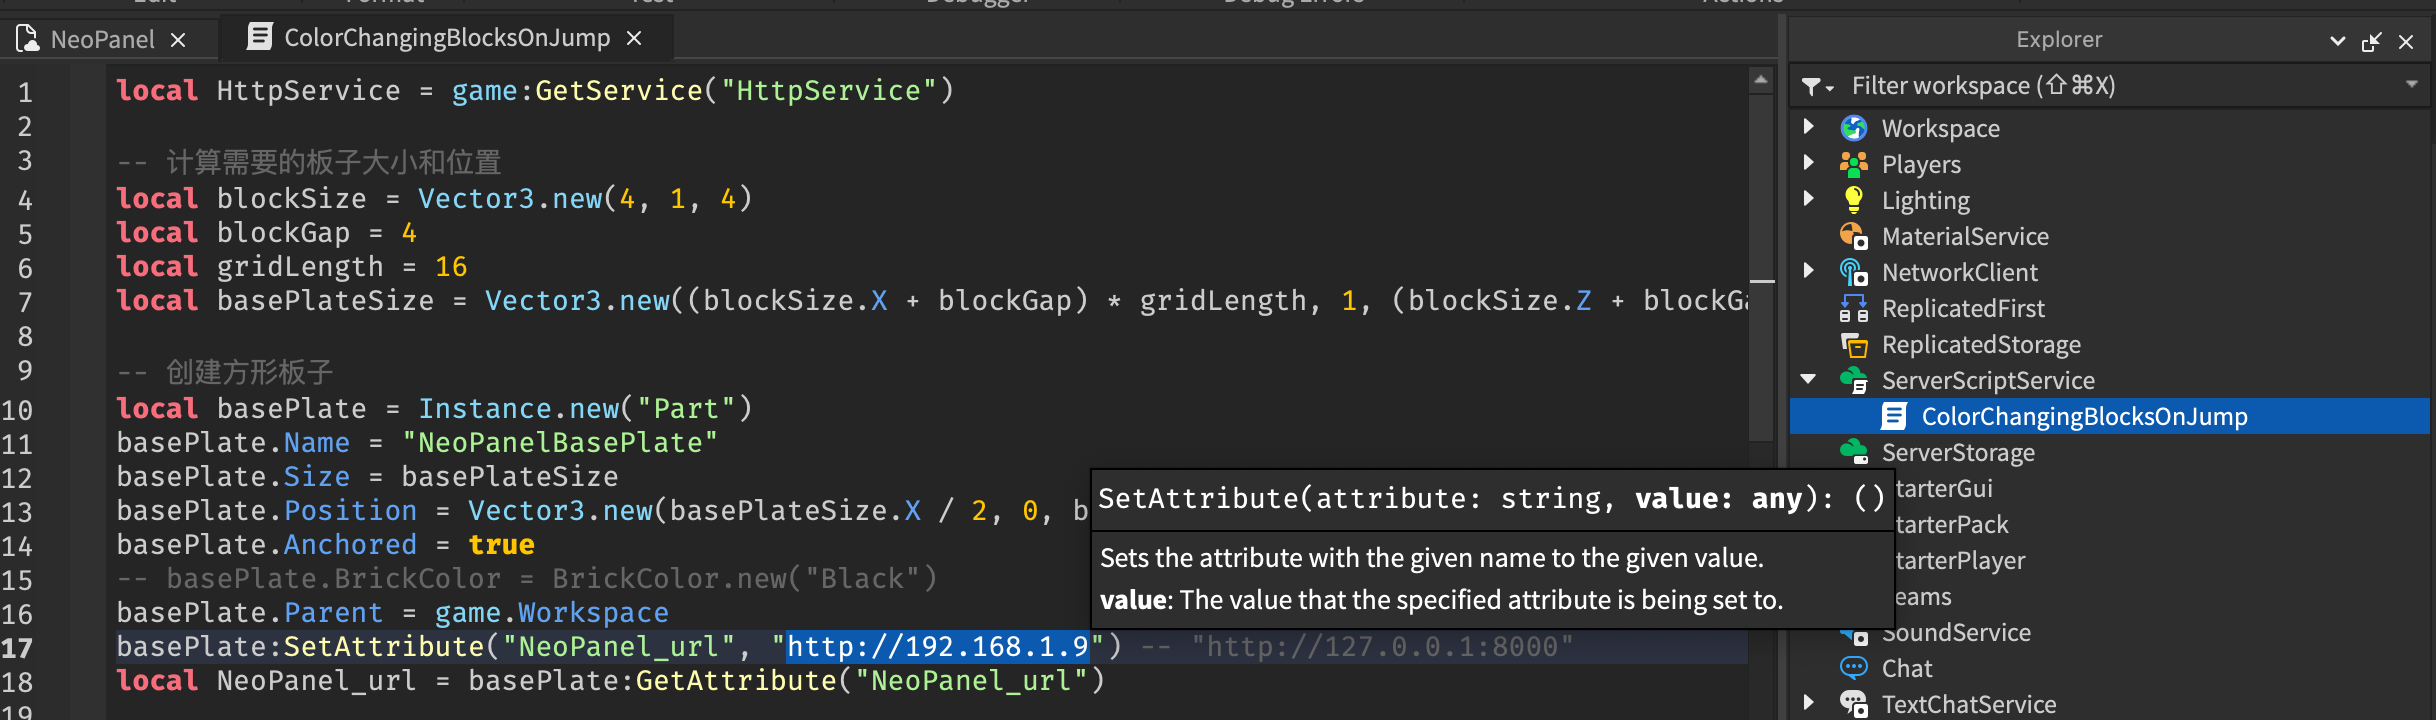 Edit Format Test Debugger Debug Errors Actions
NeoPanel
ColorChangingBlocksOnJump
1 local HttpService = game:GetService("HttpService")
2
3 -- 计算需要的板子大小和位置
4 local blockSize = Vector3.new(4, 1, 4)
5 local blockGap = 4
6 local gridLength = 16
7 local basePlateSize = Vector3.new((blockSize.X + blockGap) * gridLength, 1, (blockSize.Z + blockGa
8
9 -- 创建方形板子
10 local basePlate = Instance.new("Part")
11 basePlate.Name = "NeoPanelBasePlate"
12 basePlate.Size = basePlateSize
13 basePlate.Position = Vector3.new(basePlateSize.X / 2, 0, b
14 basePlate.Anchored = true
15 -- basePlate.BrickColor = BrickColor.new("Black")
16 basePlate.Parent = game.Workspace
17 basePlate:SetAttribute("NeoPanel_url", "http://192.168.1.9") -- "http://127.0.0.1:8000"
18 local NeoPanel_url = basePlate:GetAttribute("NeoPanel_url")
19
SetAttribute(attribute: string, value: any): ()
Sets the attribute with the given name to the given value.
value: The value that the specified attribute is being set to.
Explorer
Filter workspace (⇧⌘X)
Workspace
Players
Lighting
MaterialService
NetworkClient
ReplicatedFirst
ReplicatedStorage
ServerScriptService
ColorChangingBlocksOnJump
ServerStorage
tarterGui
tarterPack
tarterPlayer
eams
SoundService
Chat
TextChatService